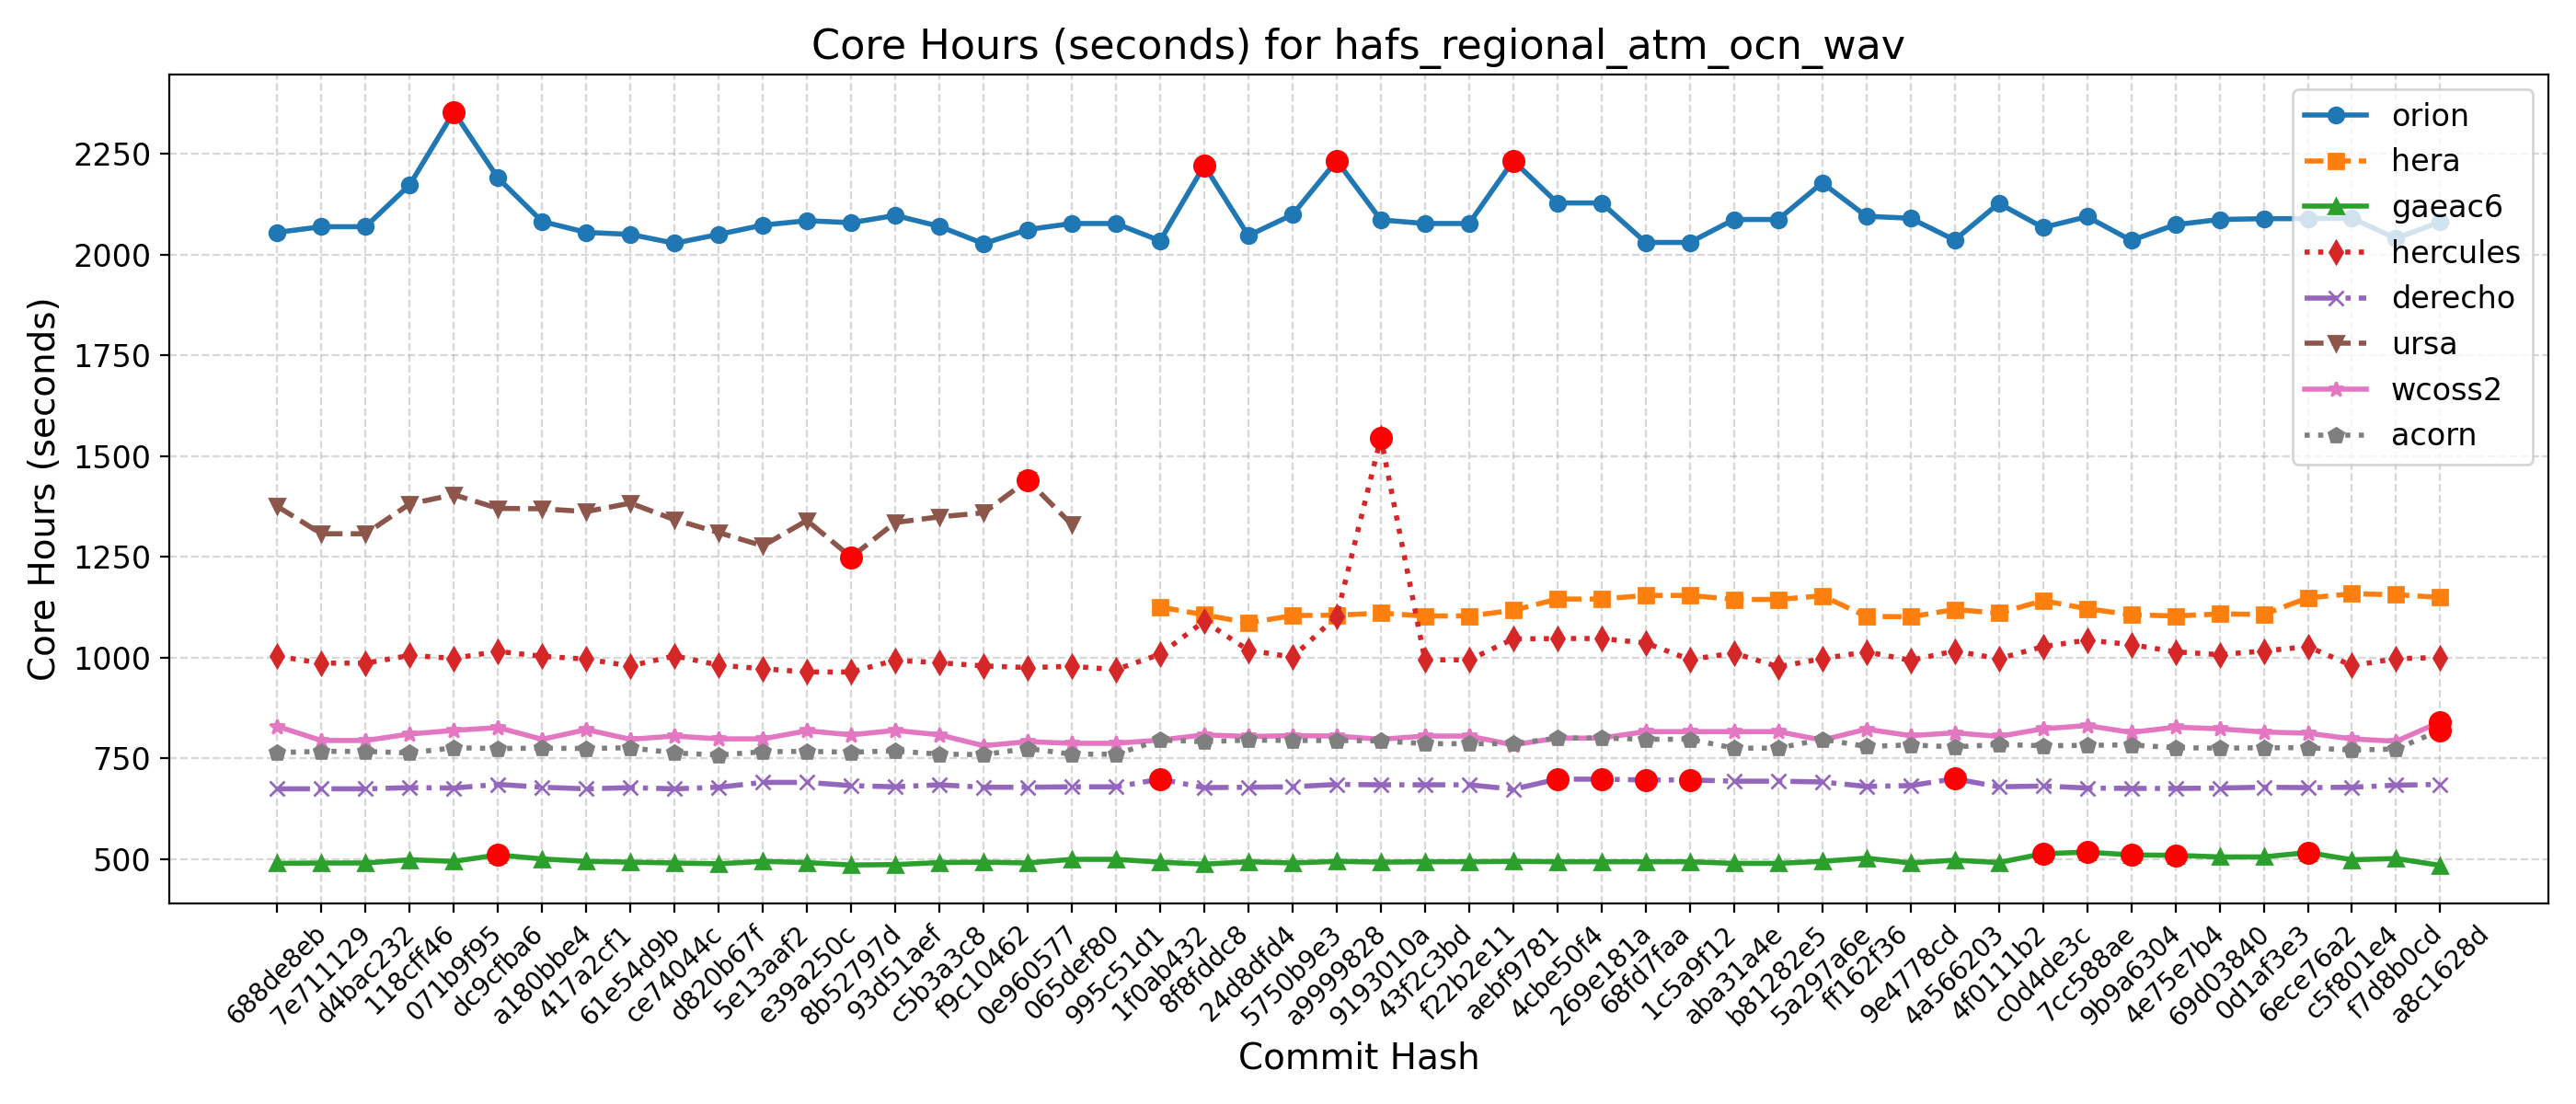 Core Hours (seconds) for hafs_regional_atm_ocn_wav
Core Hours (seconds)
2250
2000
1750
1500
1250
1000
750
500
orion
hera
gaeac6
hercules
derecho
ursa
wcoss2
acorn
688de8eb
7e711129
d4bac232
118cff46
071b9f95
dc9cfba6
a180bbe4
417a2cf1
61e54d9b
ce74044c
d820b67f
5e13aaf2
e39a250c
8b52797d
93d51aef
c5b3a3c8
f9c10462
0e960577
065def80
995c51d1
1f0ab432
8f8fddc8
24d8dfd4
5750b9e3
a9999828
9193010a
43f2c3bd
f22b2e11
aebf9781
4cbe50f4
269e181a
68fd7faa
1c5a9f12
aba31a4e
b81282e5
5a297a6e
ff162f36
9e4778cd
4a566203
4f0111b2
c0d4de3c
7cc588ae
9b9a6304
4e75e7b4
69d03840
0d1af3e3
6ece76a2
c5f801e4
f7d8b0cd
a8c1628d
Commit Hash